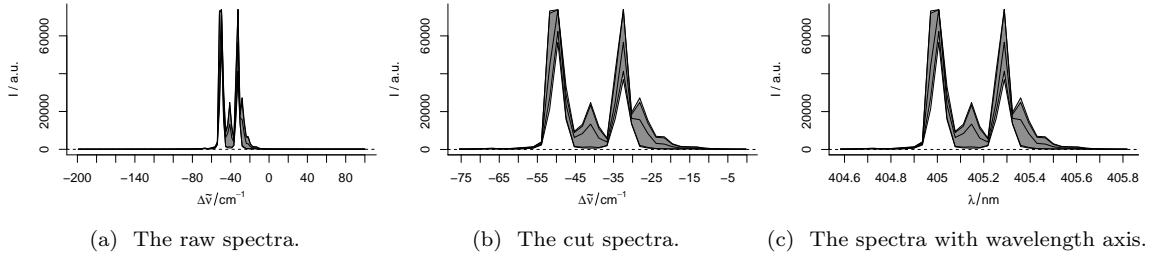 I / a.u.
0 20000 60000
−200 −140 −80 −40 0 40 80
Δν̃/cm⁻¹
I / a.u.
0 20000 60000
−75 −65 −55 −45 −35 −25 −15 −5
Δν̃/cm⁻¹
I / a.u.
0 20000 60000
404.6 404.8 405 405.2 405.4 405.6 405.8
λ/nm
(a) The raw spectra.
(b) The cut spectra.
(c) The spectra with wavelength axis.